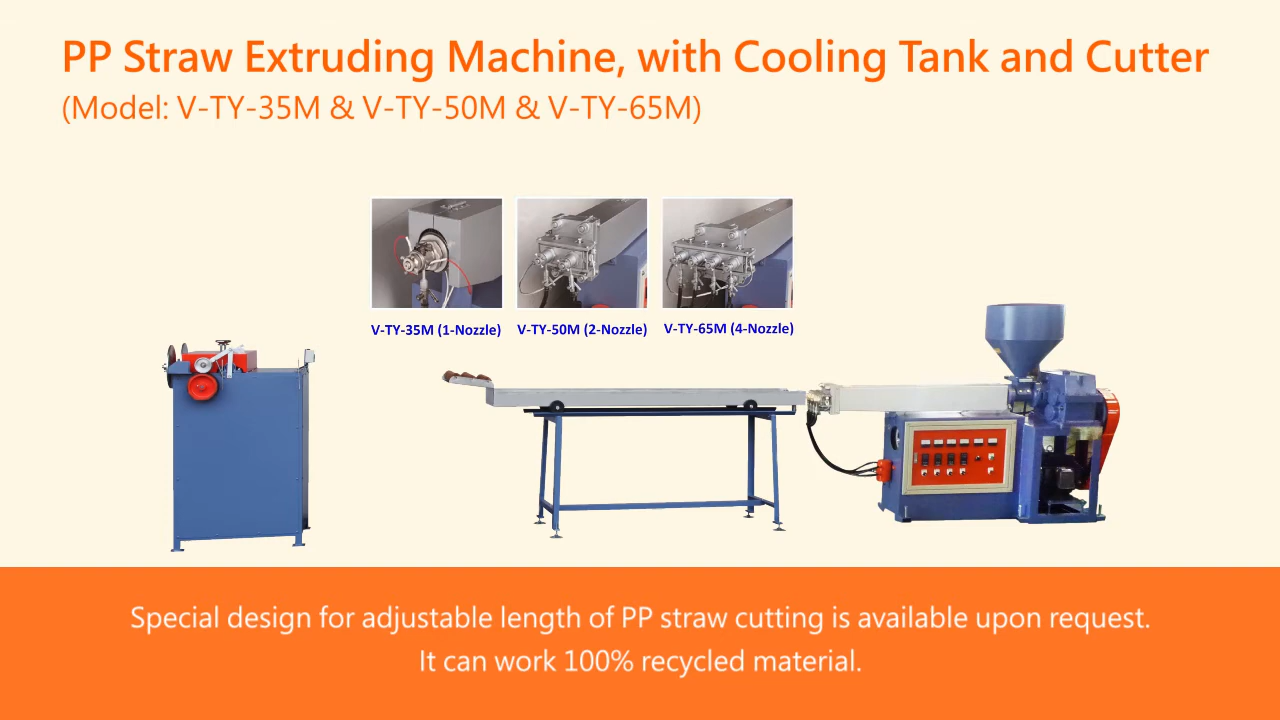 PP Straw Extruding Machine, with Cooling Tank and Cutter
(Model: V-TY-35M & V-TY-50M & V-TY-65M)
V-TY-35M (1-Nozzle)
V-TY-50M (2-Nozzle)
V-TY-65M (4-Nozzle)
Special design for adjustable length of PP straw cutting is available upon request.
It can work 100% recycled material.